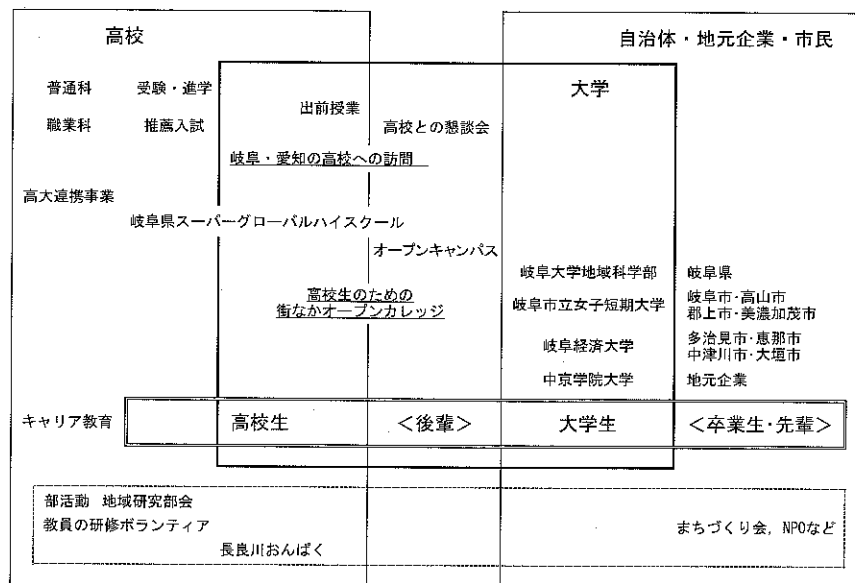 高校
自治体・地元企業・市民
普通科 受験・進学
大学
出前授業
職業科 推薦入試
高校との懇談会
岐阜・愛知の高校への訪問
高大連携事業
岐阜県スーパーグローバルハイスクール
オープンキャンパス
岐阜大学地域科学部 岐阜県
高校生のための
街なかオープンカレッジ
岐阜市立女子短期大学
岐阜市・高山市
郡上市・美濃加茂市
岐阜経済大学
多治見市・恵那市
中津川市・大垣市
中京学院大学 地元企業
キャリア教育 高校生 <後輩> 大学生 <卒業生・先輩>
部活動 地域研究部会
教員の研修ボランティア
まちづくり会, NPOなど
長良川おんぱく